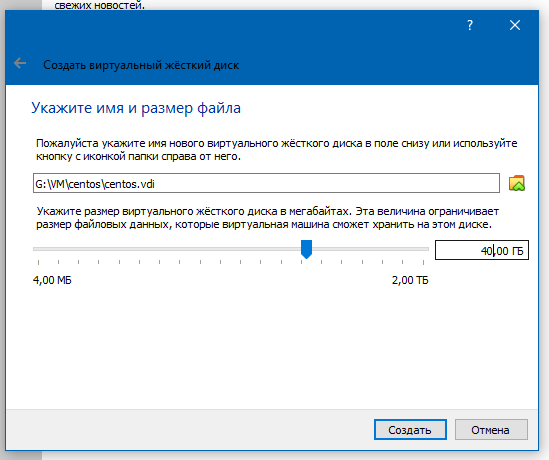 свежих новостей.
?
Создать виртуальный жёсткий диск
Укажите имя и размер файла
Пожалуйста укажите имя нового виртуального жёсткого диска в поле снизу или используйте
кнопку с иконкой папки справа от него.
G:\VM\centos\centos.vdi
Укажите размер виртуального жёсткого диска в мегабайтах. Эта величина ограничивает
размер файловых данных, которые виртуальная машина сможет хранить на этом диске.
40,00 ГБ
4,00 МБ 2,00 ТБ
Создать Отмена